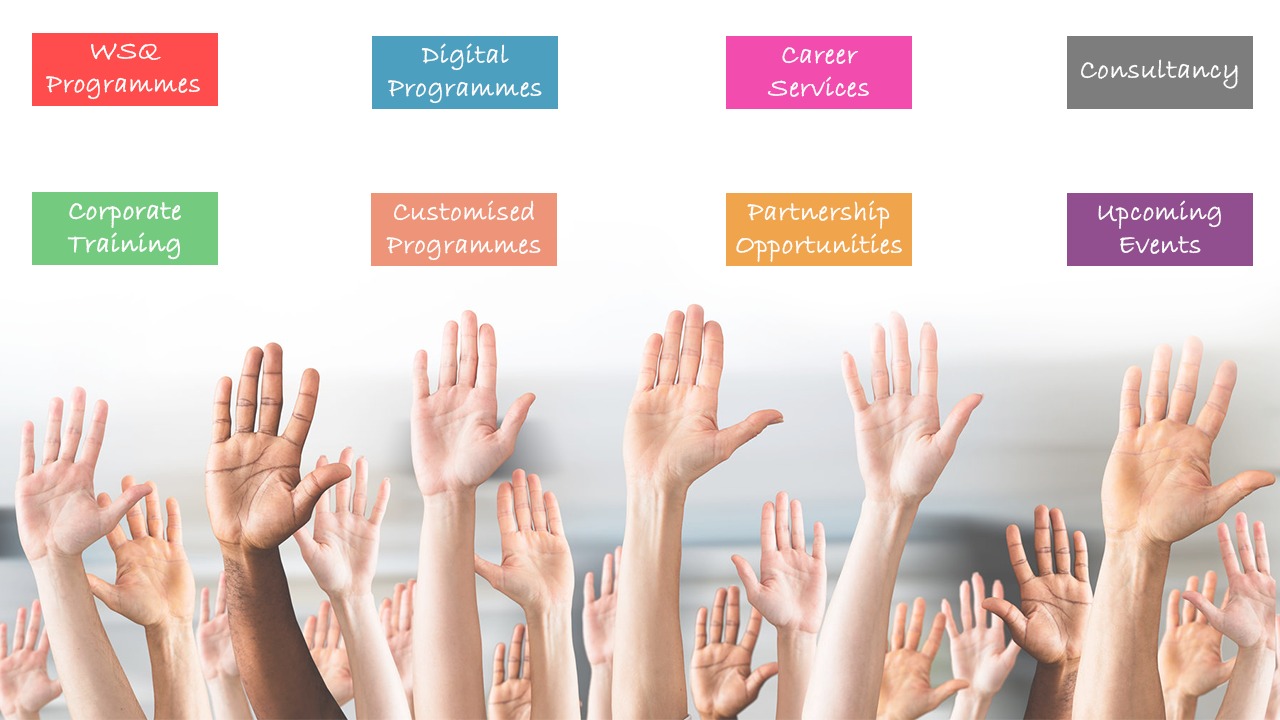 WSQ
Programmes
Digital
Programmes
Career
Services
Consultancy
Corporate
Training
Customised
Programmes
Partnership
Opportunities
Upcoming
Events